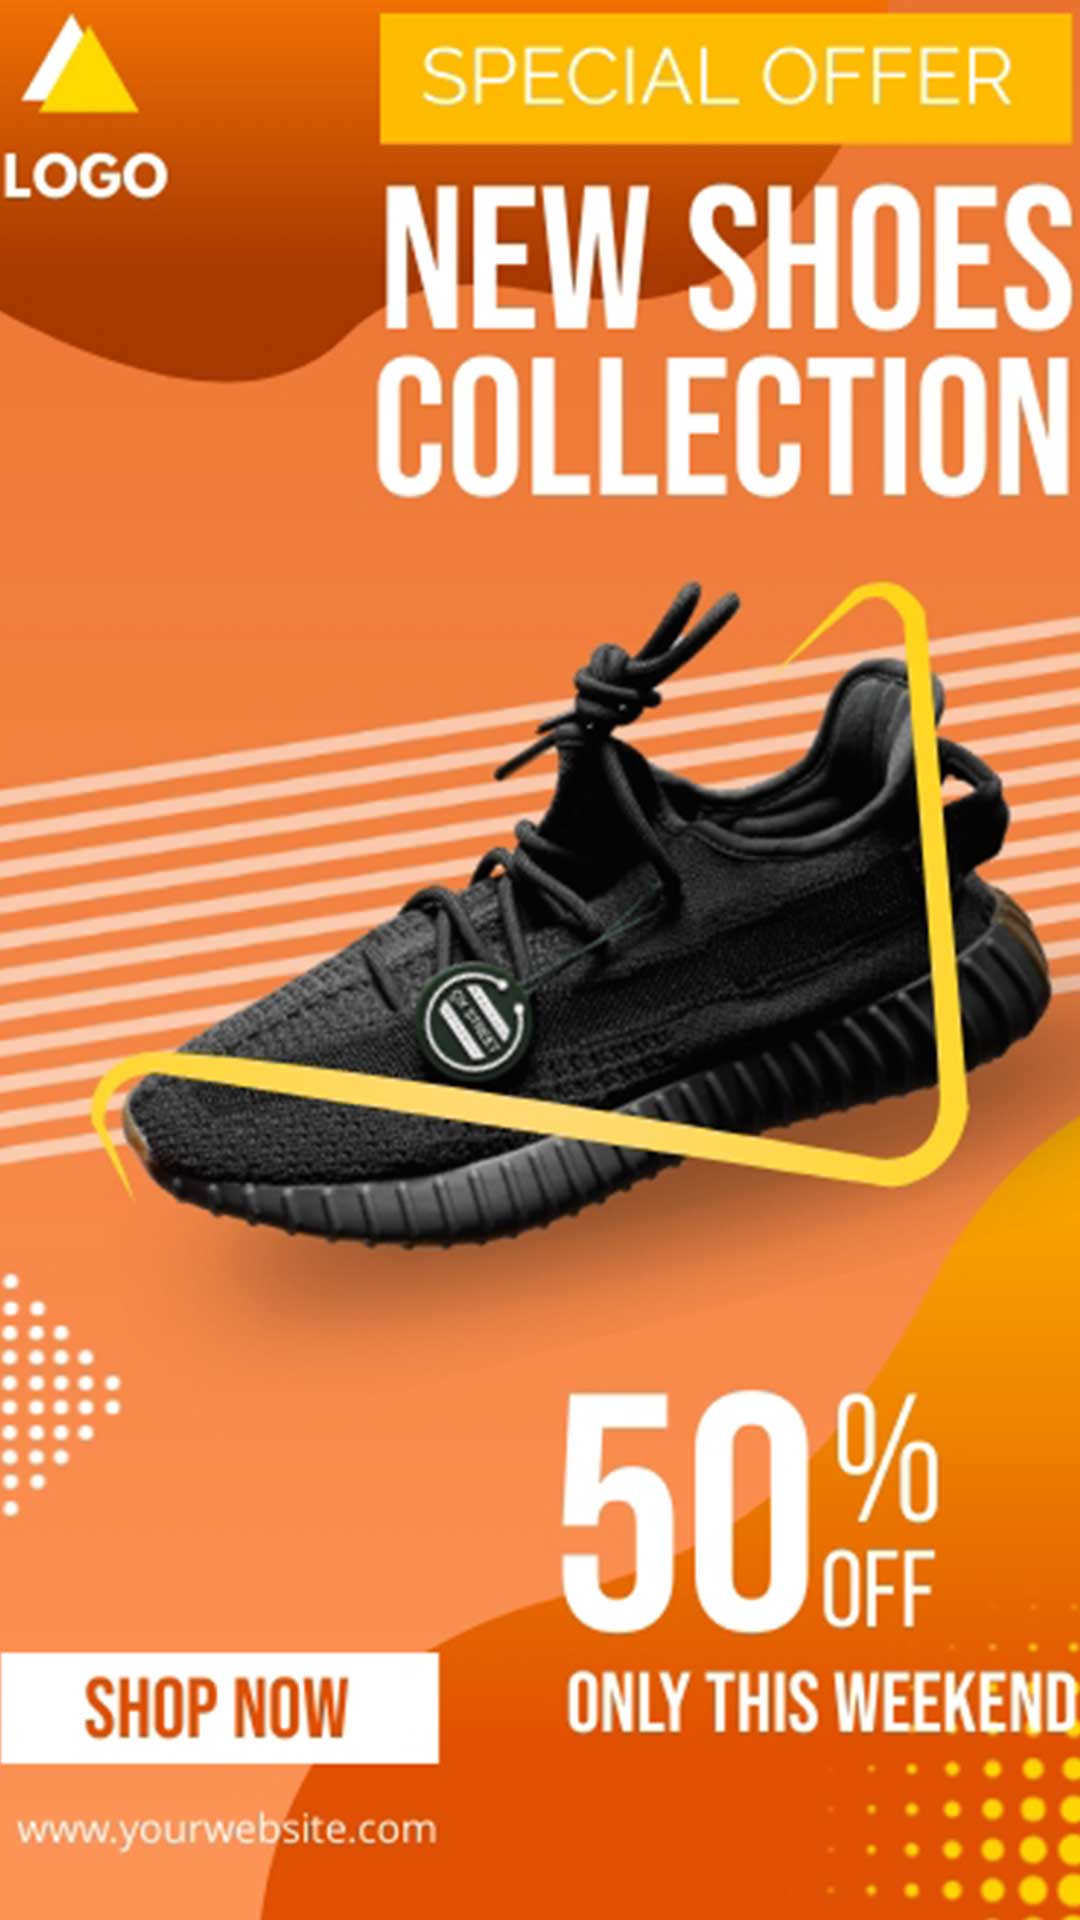 LOGO
SPECIAL OFFER
NEW SHOES
COLLECTION
50%
OFF
ONLY THIS WEEKEND
SHOP NOW
www.yourwebsite.com